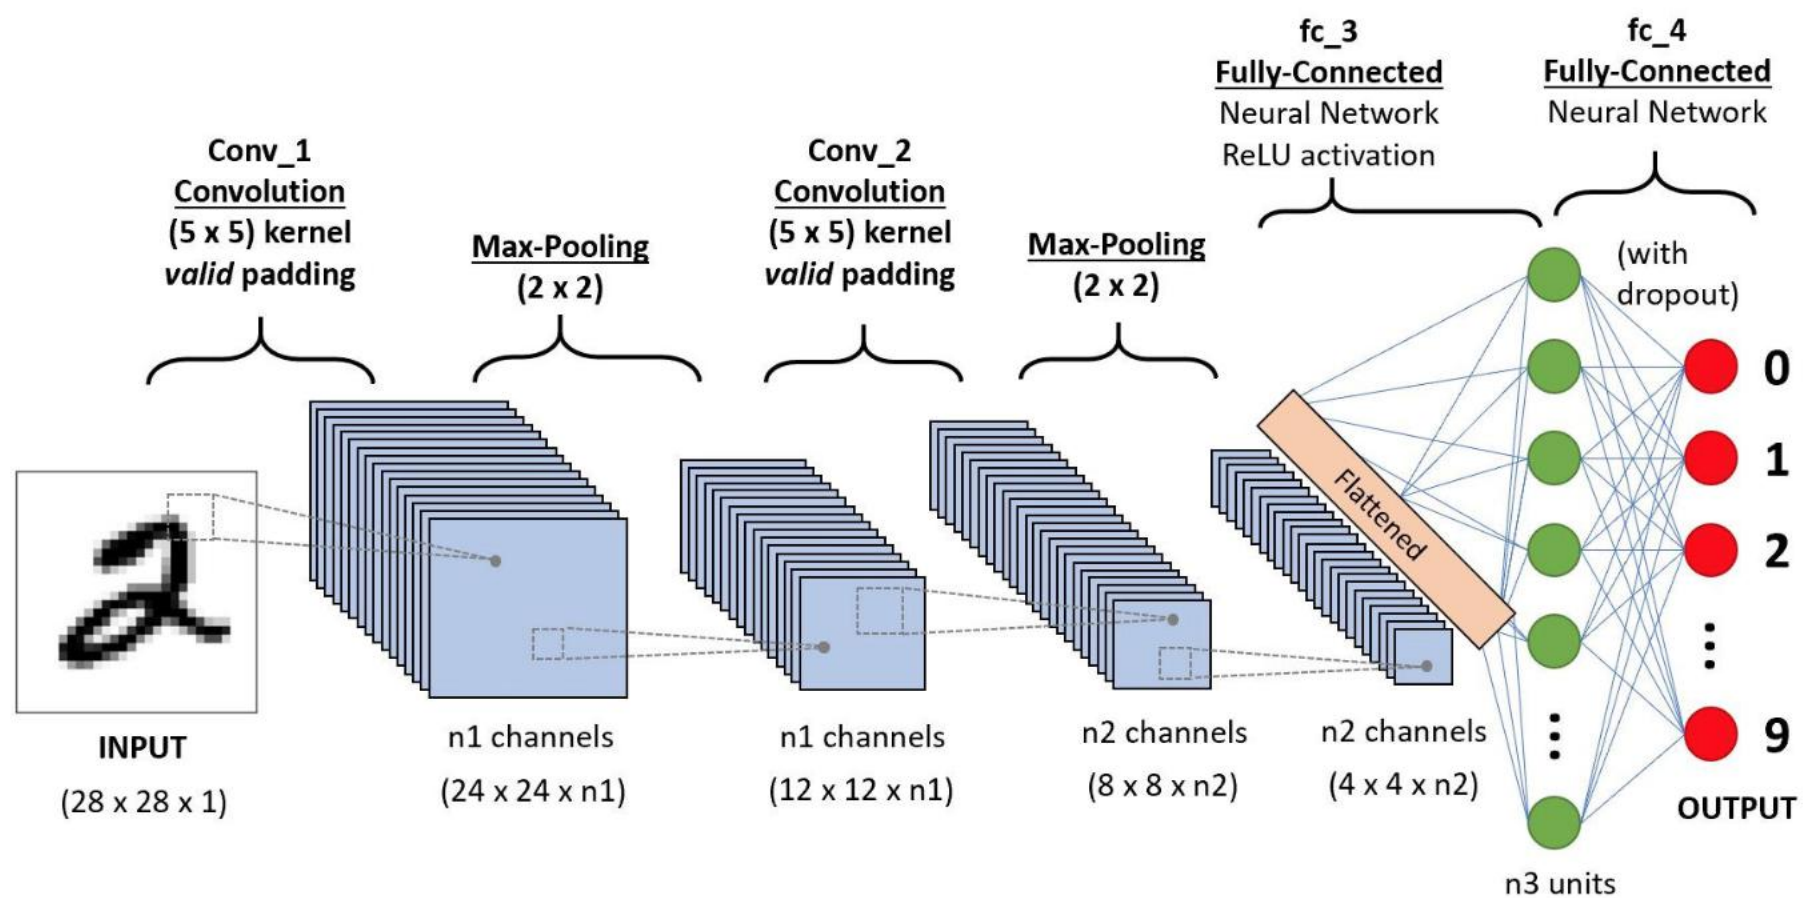 Conv_1
Convolution
(5 x 5) kernel
valid padding
Max-Pooling
(2 x 2)
Conv_2
Convolution
(5 x 5) kernel
valid padding
Max-Pooling
(2 x 2)
fc_3
Fully-Connected
Neural Network
ReLU activation
fc_4
Fully-Connected
Neural Network
(with
dropout)
2
INPUT
(28 x 28 x 1)
n1 channels
(24 x 24 x n1)
n1 channels
(12 x 12 x n1)
n2 channels
(8 x 8 x n2)
n2 channels
(4 x 4 x n2)
Flattened
n3 units
0
1
2
9
OUTPUT